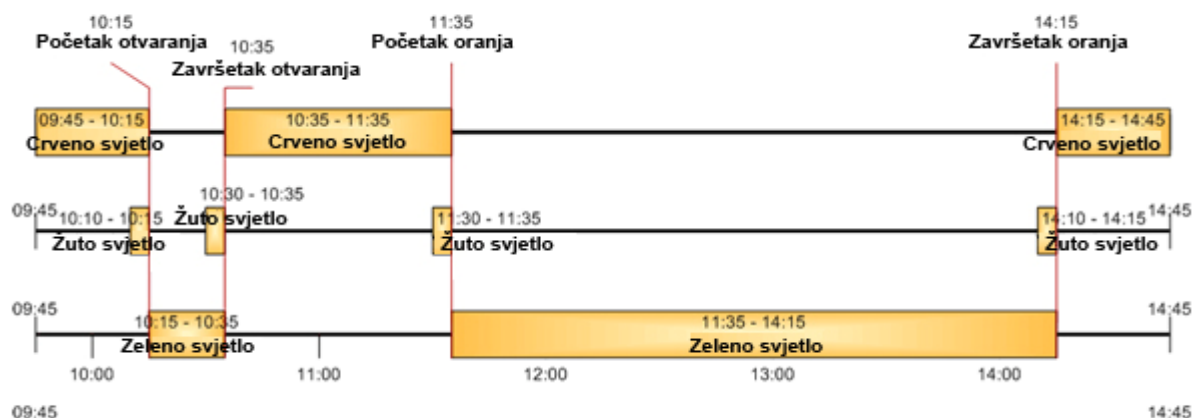 10:15
Početak otvaranja
10:35
Završetak otvaranja
11:35
Početak oranja
14:15
Završetak oranja
09:45 - 10:15
Crveno svjetlo
10:35 - 11:35
Crveno svjetlo
14:15 - 14:45
Crveno svjetlo
09:45
10:10 - 10:15
Žuto svjetlo
10:30 - 10:35
Žuto svjetlo
11:30 - 11:35
Žuto svjetlo
14:10 - 14:15
Žuto svjetlo
14:45
09:45
10:15 - 10:35
Zeleno svjetlo
11:35 - 14:15
Zeleno svjetlo
14:45
10:00
11:00
12:00
13:00
14:00
09:45
14:45